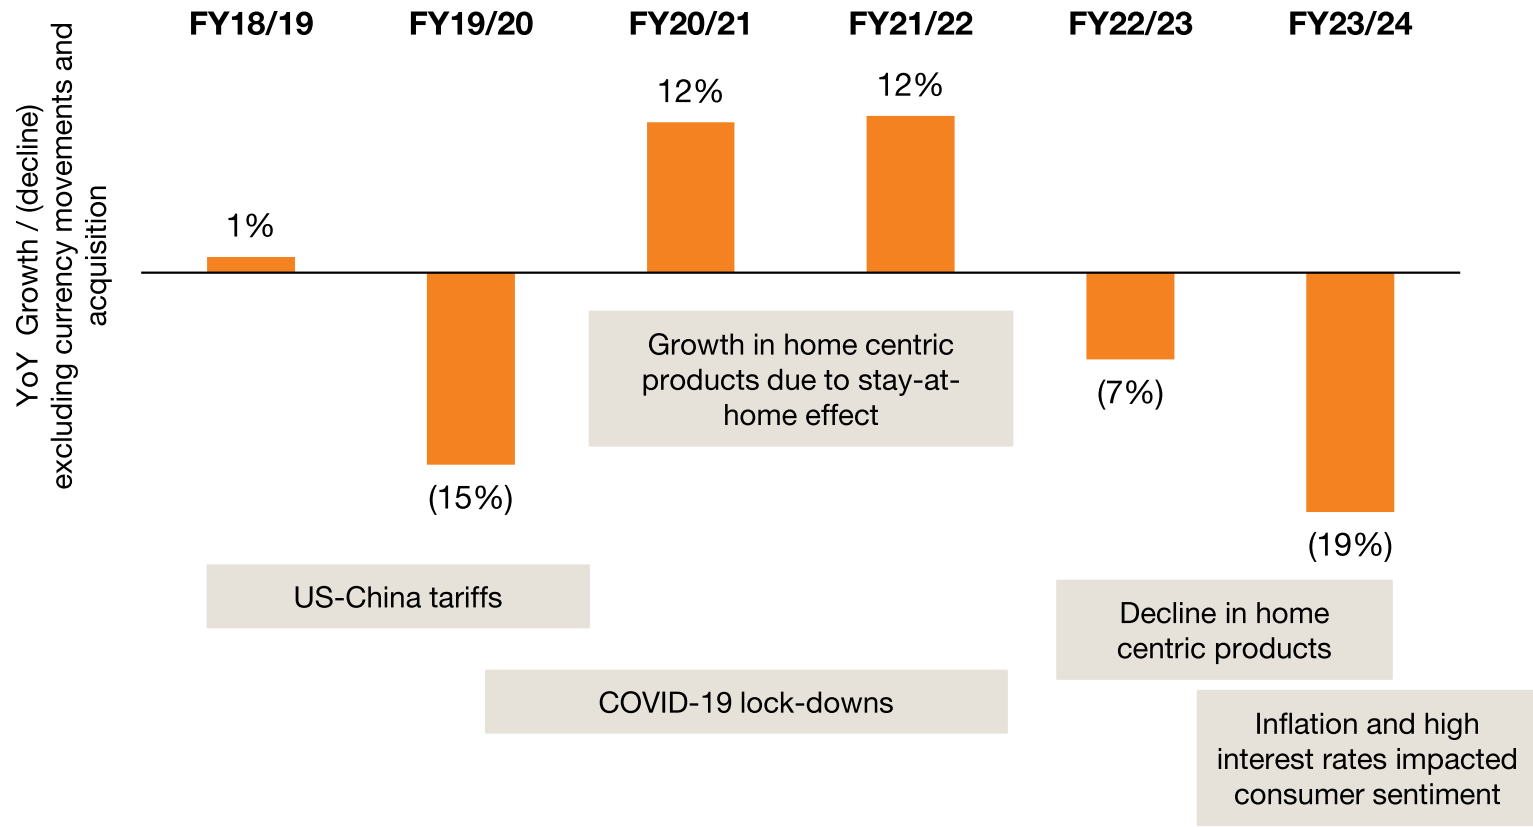 FY18/19 FY19/20 FY20/21 FY21/22 FY22/23 FY23/24
YoY Growth / (decline)
excluding currency movements and
acquisition
1%
(15%)
12%
12%
(7%)
(19%)
Growth in home centric
products due to stay-at-
home effect
US-China tariffs
COVID-19 lock-downs
Decline in home
centric products
Inflation and high
interest rates impacted
consumer sentiment